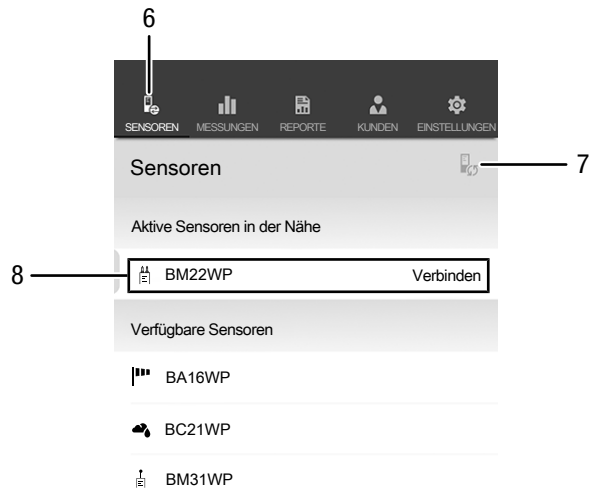 6
SENSOREN MESSUNGEN REPORTE KUNDEN EINSTELLUNGEN
Sensoren
7
Aktive Sensoren in der Nähe
8
BM22WP Verbinden
Verfügbare Sensoren
BA16WP
BC21WP
BM31WP